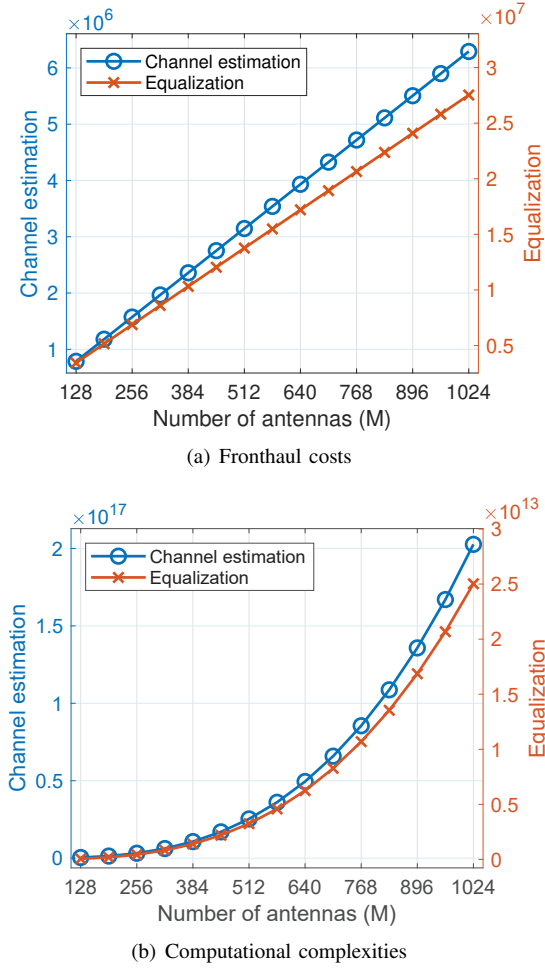 ×10^6
×10^7
Channel estimation
Equalization
6
5
4
3
2
1
3
2.5
2
1.5
1
0.5
Channel estimation
Equalization
128 256 384 512 640 768 896 1024
Number of antennas (M)
(a) Fronthaul costs
×10^17
×10^13
Channel estimation
Equalization
2
1.5
1
0.5
0
3
2.5
2
1.5
1
0.5
0
Channel estimation
Equalization
128 256 384 512 640 768 896 1024
Number of antennas (M)
(b) Computational complexities